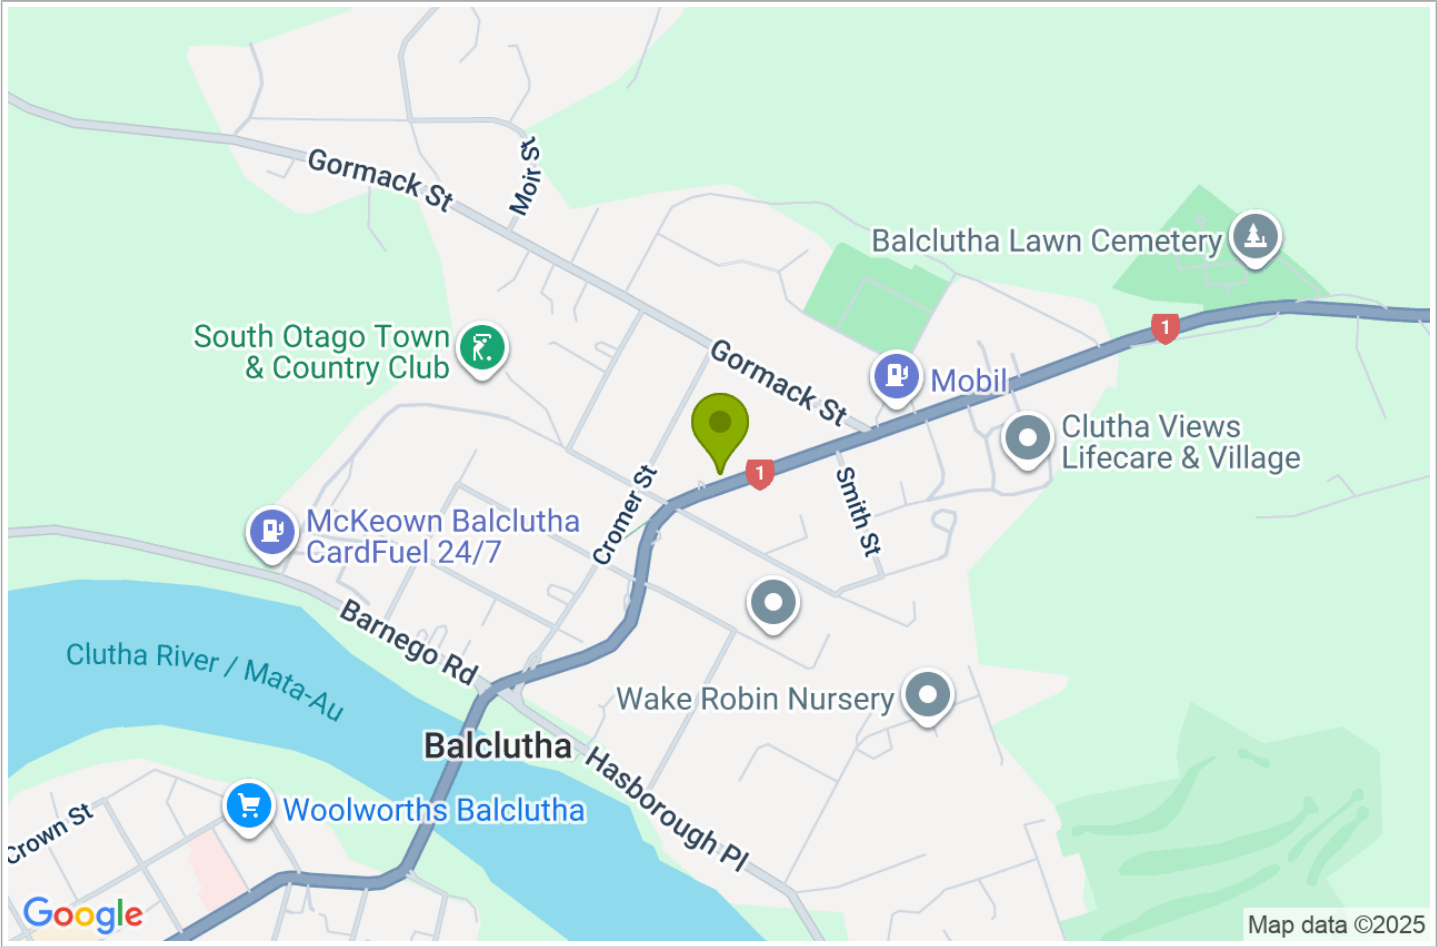 Gormack St
Moir St
Balclutha Lawn Cemetery
1
South Otago Town
& Country Club
Gormack St
Mobil
Clutha Views
Lifecare & Village
1
Cromer St
Smith St
McKeown Balclutha
CardFuel 24/7
Barnego Rd
Clutha River / Mata-Au
Wake Robin Nursery
Balclutha
Hasborough Pl
Woolworths Balclutha
Crown St
Google
Map data ©2025